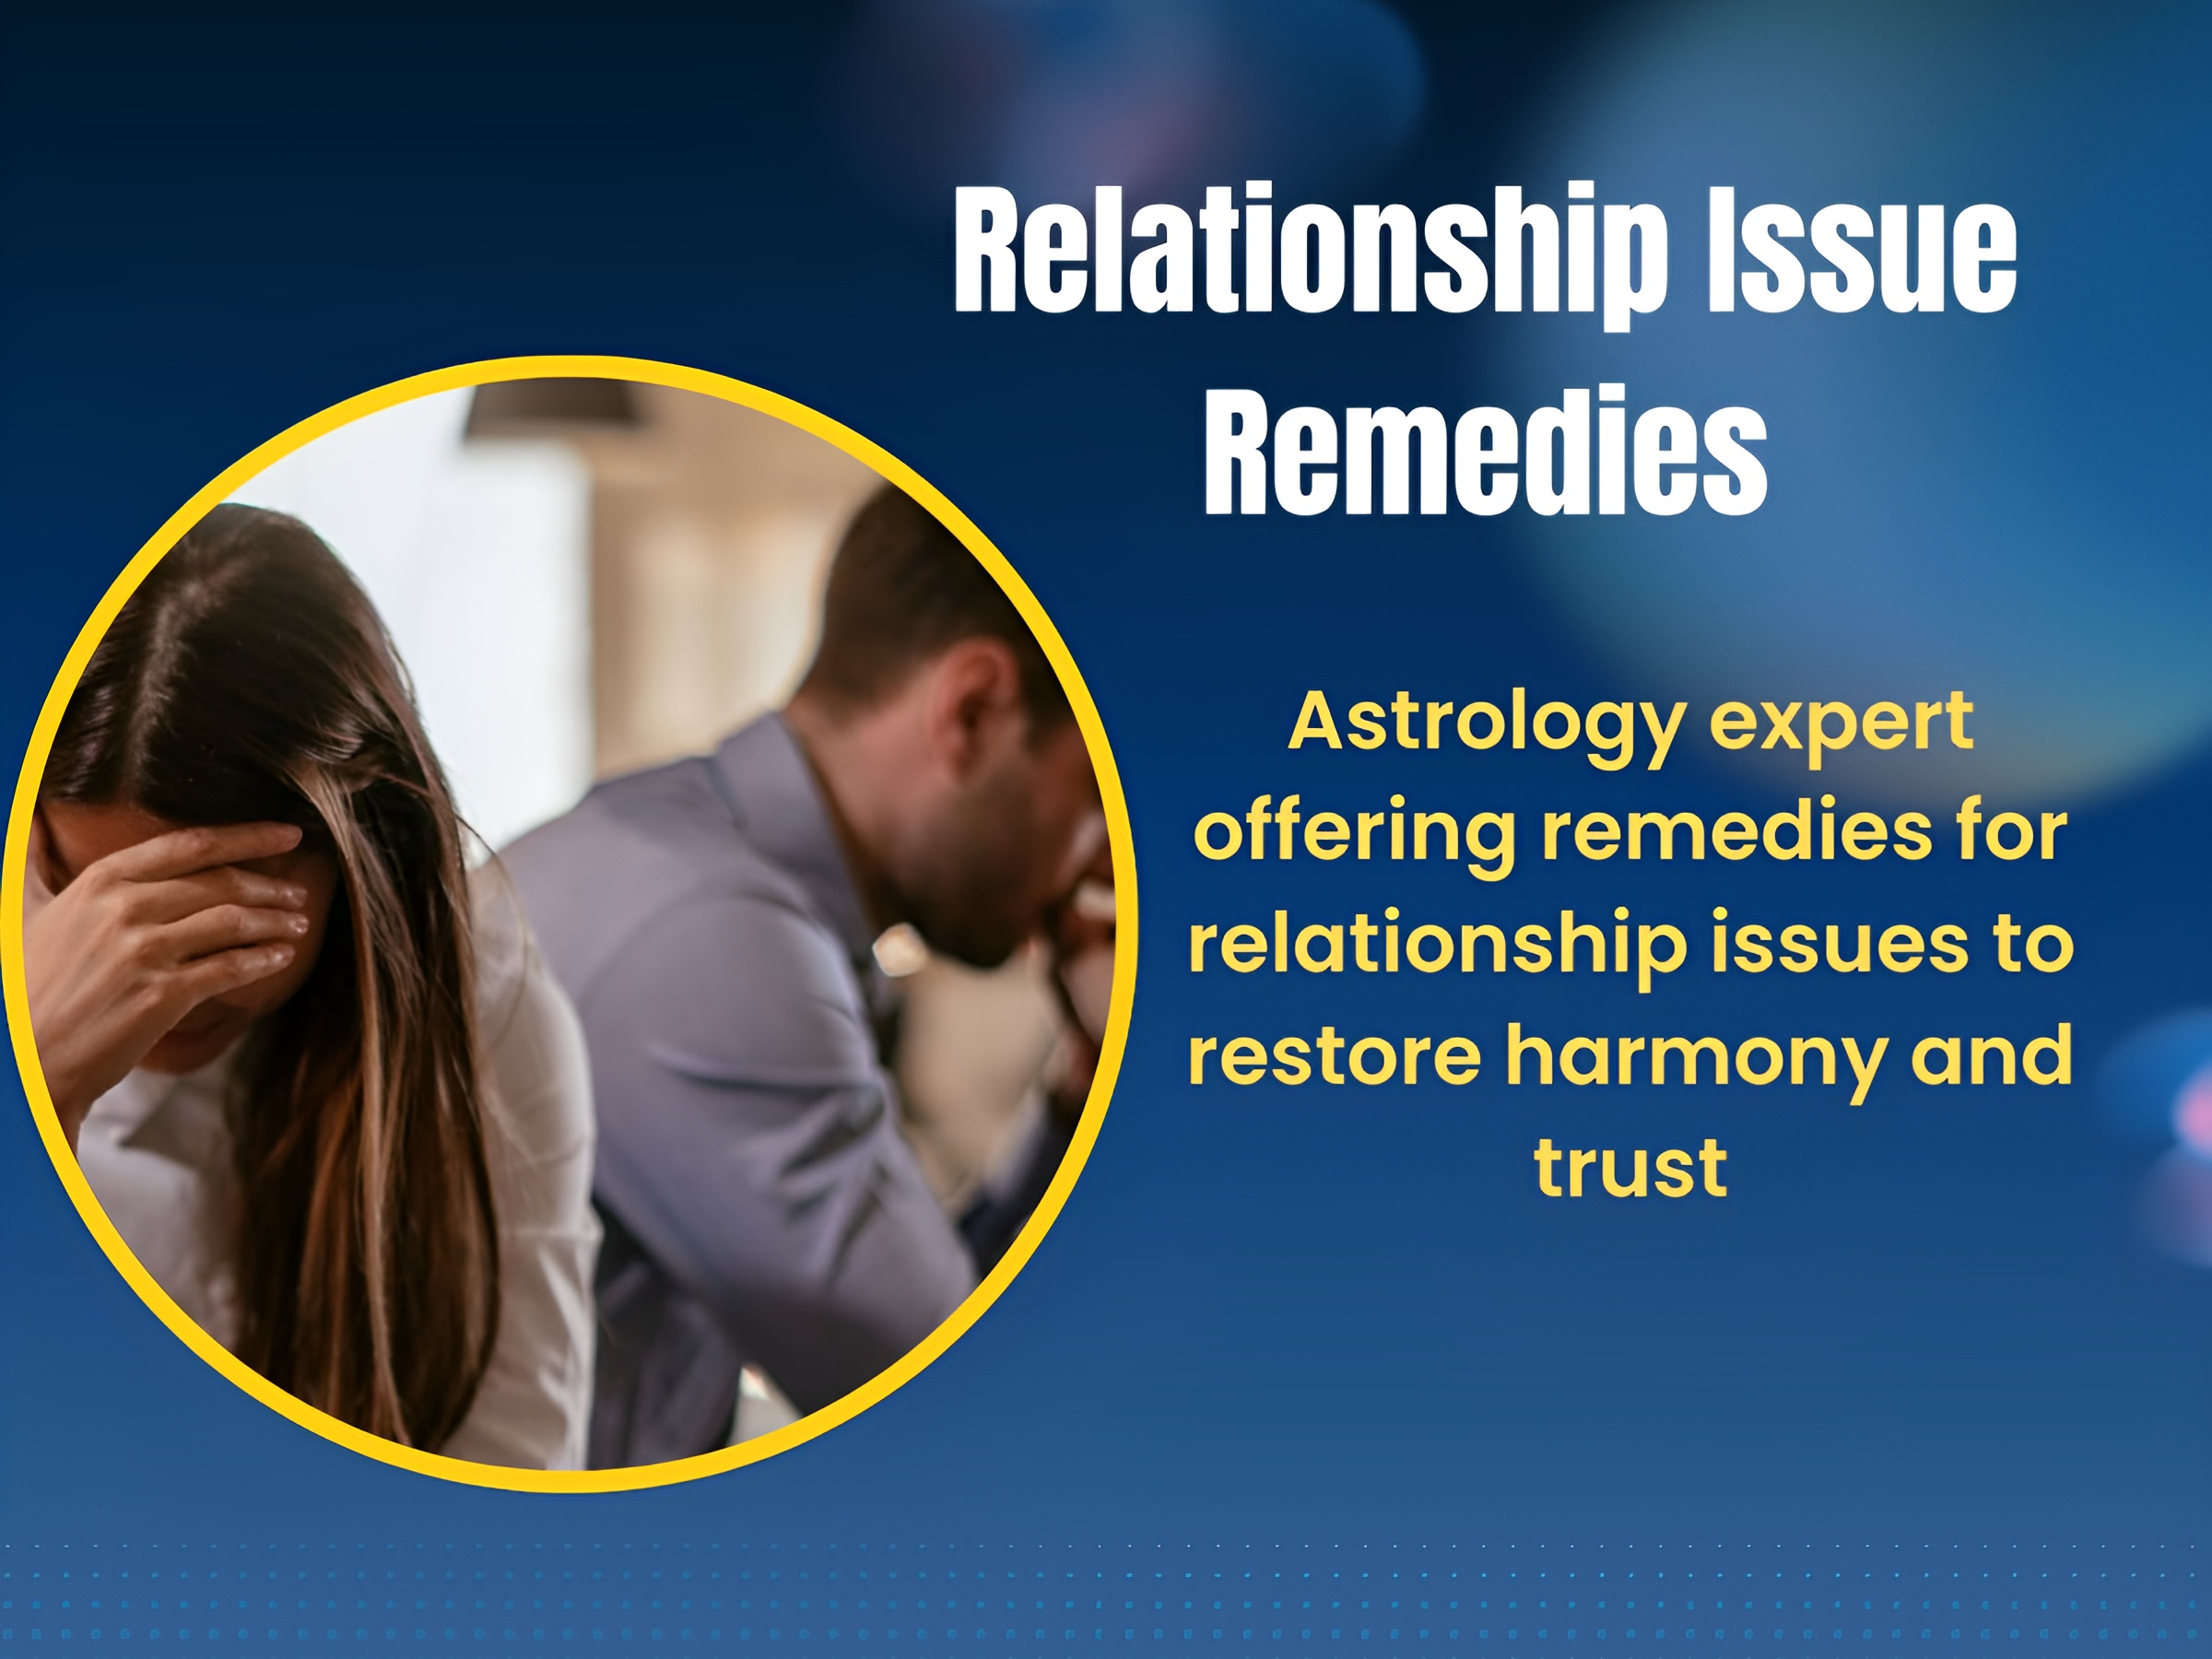 Relationship Issue
Remedies
Astrology expert
offering remedies for
relationship issues to
restore harmony and
trust